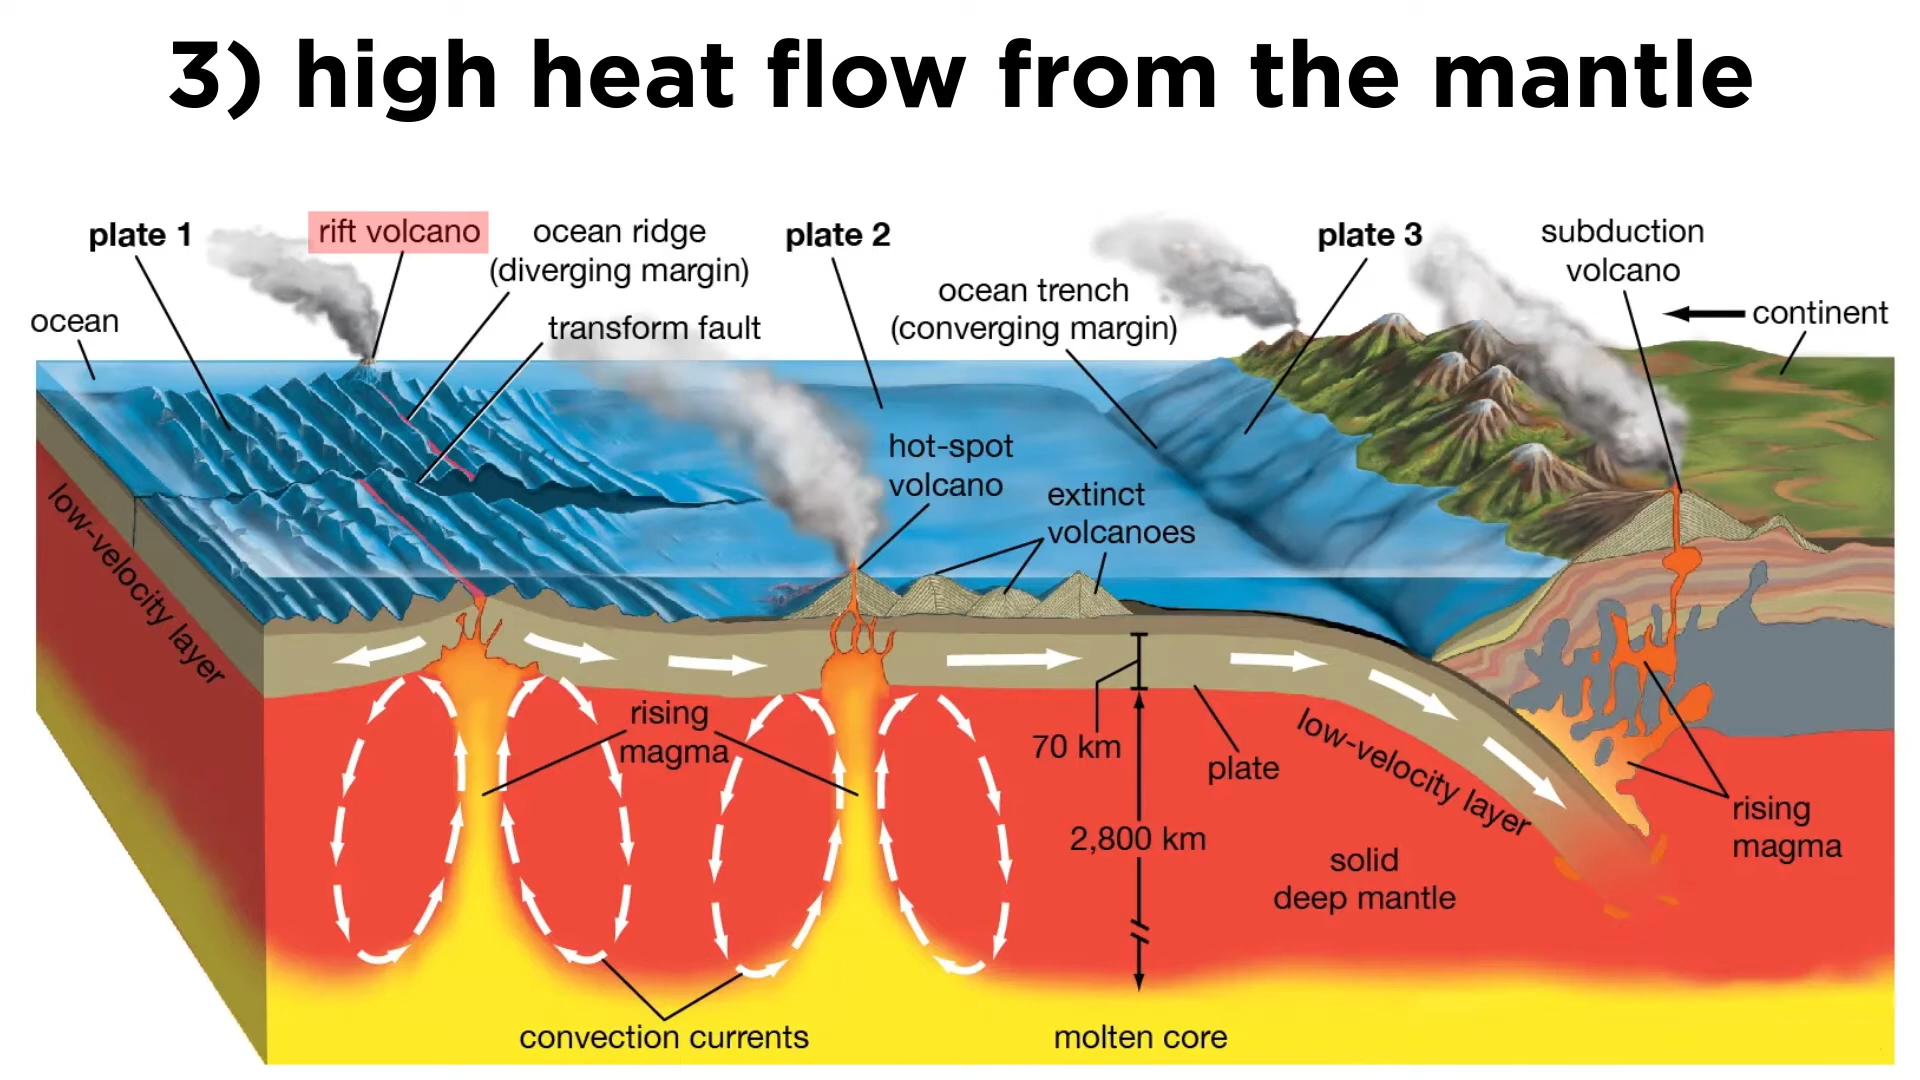 3) high heat flow from the mantle
plate 1
rift volcano
ocean ridge
(diverging margin)
plate 2
plate 3
subduction
volcano
ocean
transform fault
ocean trench
(converging margin)
continent
hot-spot
volcano
extinct
volcanoes
low-velocity layer
rising
magma
70 km
plate
low-velocity layer
2,800 km
solid
deep mantle
rising
magma
convection currents
molten core